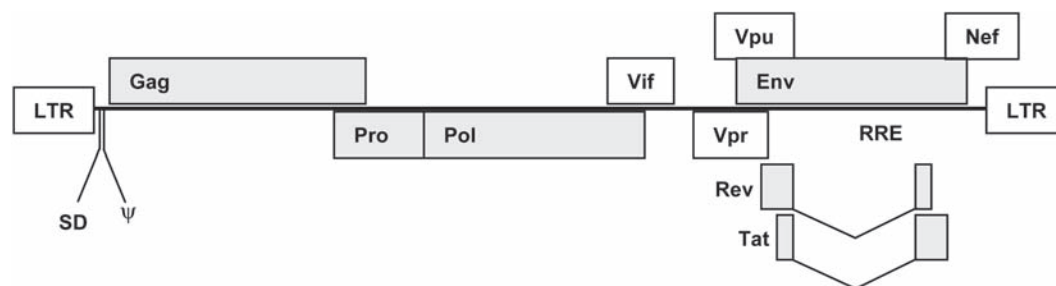 Vpu Nef
Gag Vif Env
LTR LTR
Pro Pol Vpr RRE
Rev
SD ψ
Tat